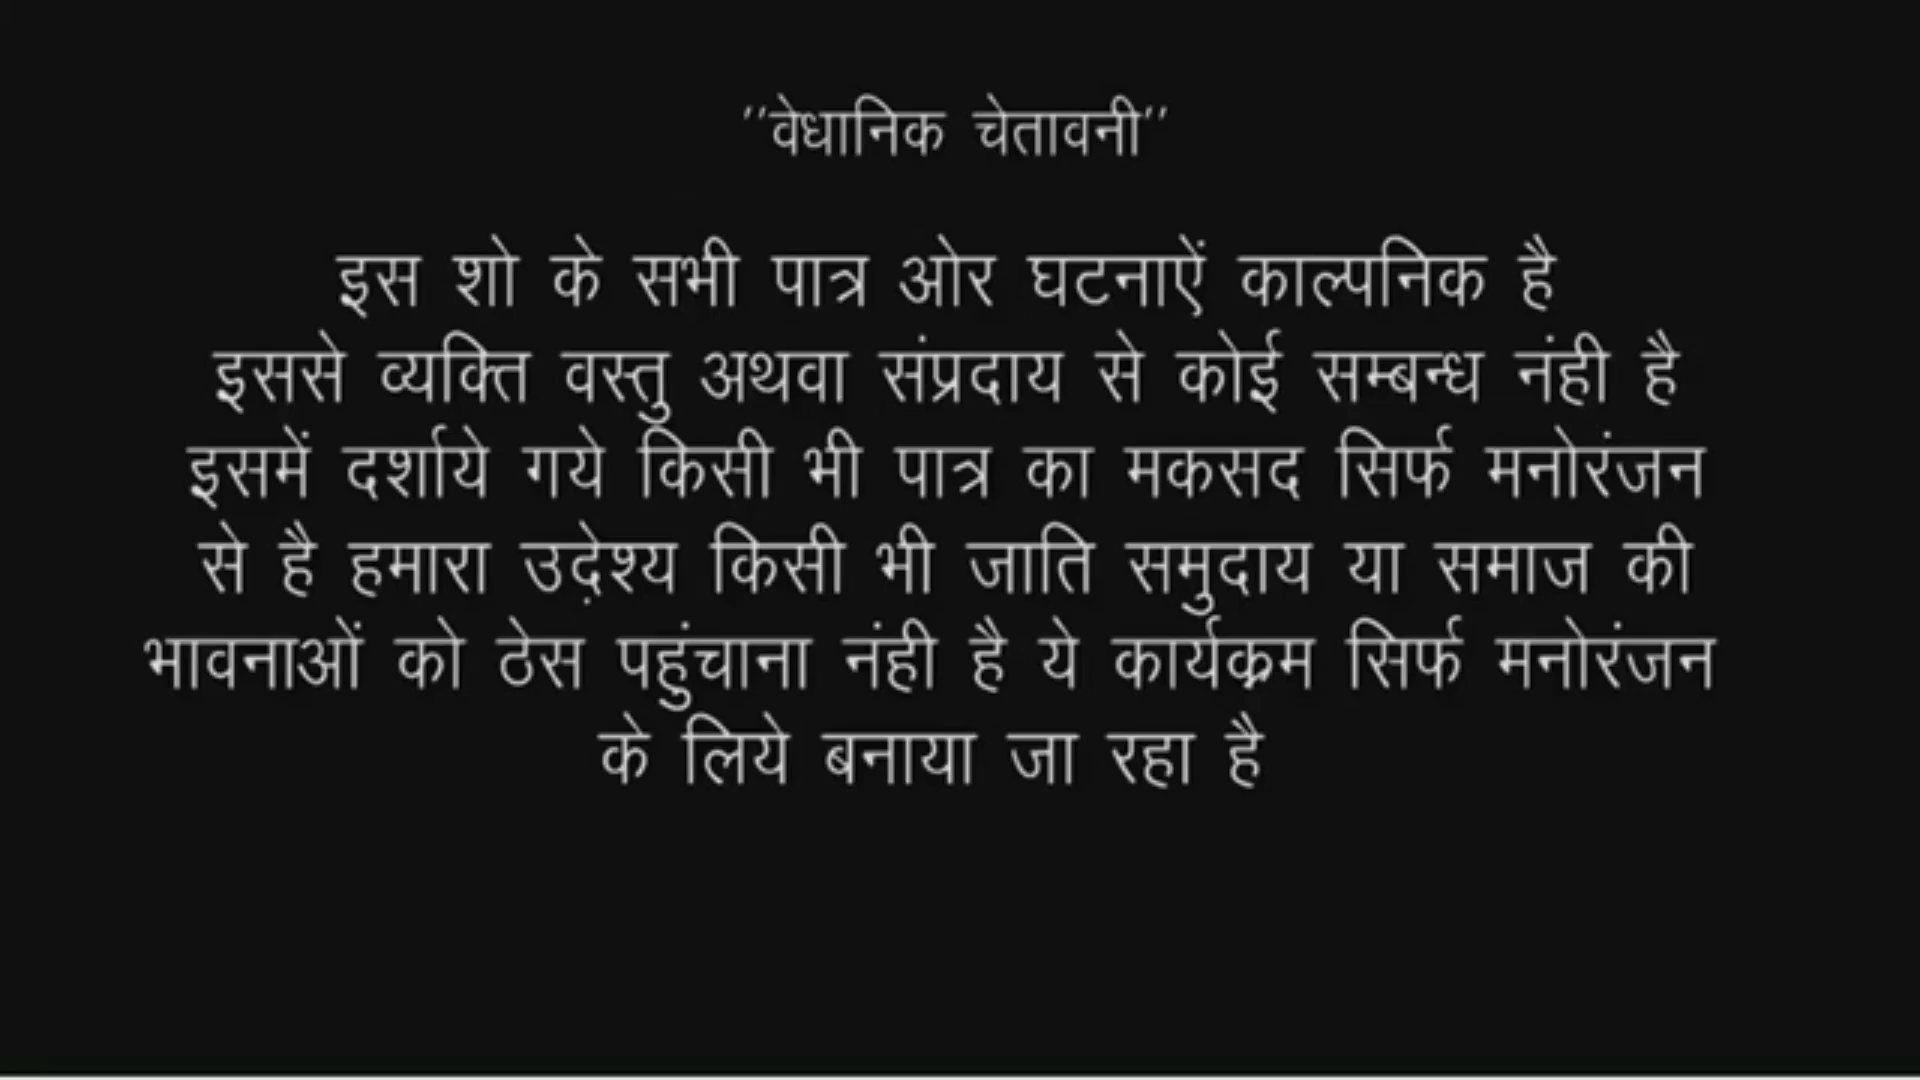 ''वेधानिक चेतावनी''
इस शो के सभी पात्र ओर घटनाऐं काल्पनिक है
इससे व्यक्ति वस्तु अथवा संप्रदाय से कोई सम्बन्ध नंही है
इसमें दर्शाये गये किसी भी पात्र का मकसद सिर्फ मनोरंजन
से है हमारा उद़ेश्य किसी भी जाति समुदाय या समाज की
भावनाओं को ठेस पहुंचाना नंही है ये कार्यक्रम सिर्फ मनोरंजन
के लिये बनाया जा रहा है